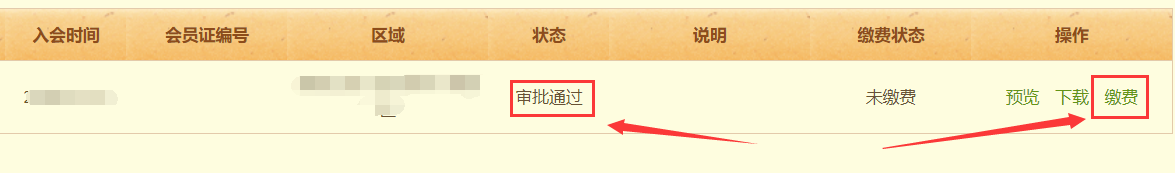 入会时间 会员证编号 区域 状态 说明 缴费状态 操作
审批通过 未缴费 预览 下载 缴费